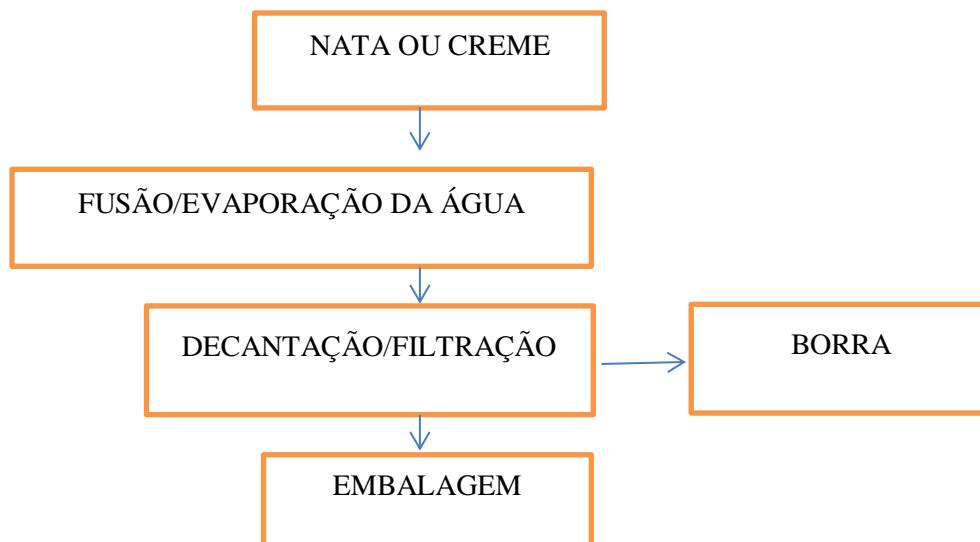 NATA OU CREME
FUSÃO/EVAPORAÇÃO DA ÁGUA
DECANTAÇÃO/FILTRAÇÃO
BORRA
EMBALAGEM